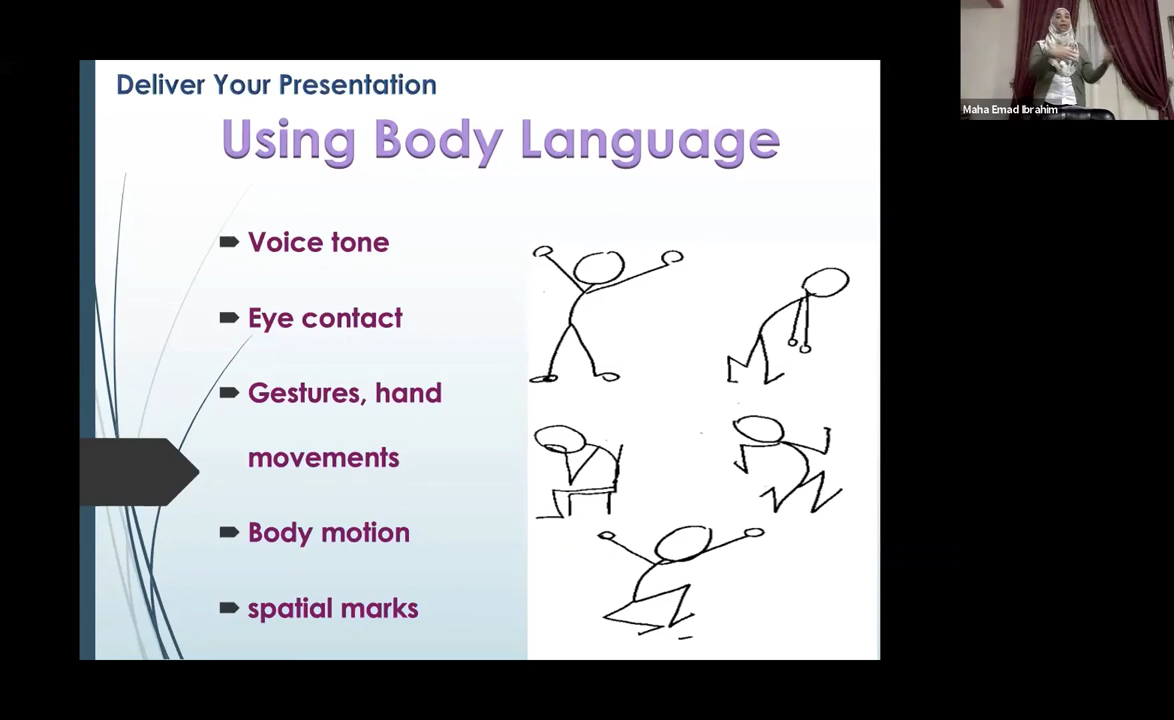 Deliver Your Presentation
Using Body Language
Voice tone
Eye contact
Gestures, hand
movements
Body motion
spatial marks
Maha Emad Ibrahim